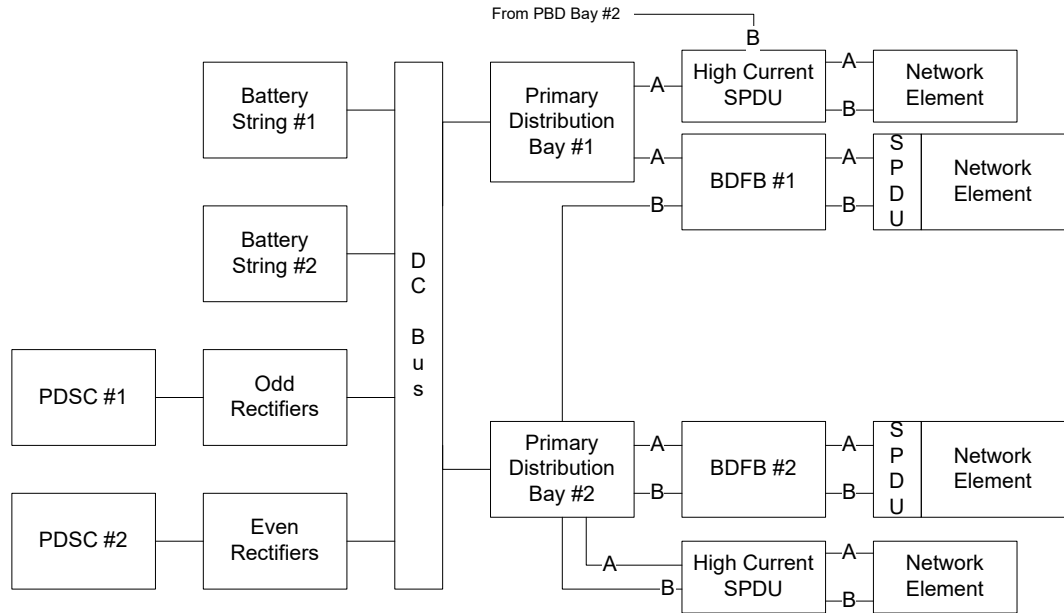 From PBD Bay #2
B
High Current
SPDU
A
B
Network
Element
Battery
String #1
Primary
Distribution
Bay #1
A
A
B
BDFB #1
A
B
S
P
D
U
Network
Element
Battery
String #2
D
C
B
u
s
PDSC #1
Odd
Rectifiers
Primary
Distribution
Bay #2
A
B
BDFB #2
A
B
S
P
D
U
Network
Element
PDSC #2
Even
Rectifiers
A
B
High Current
SPDU
A
B
Network
Element